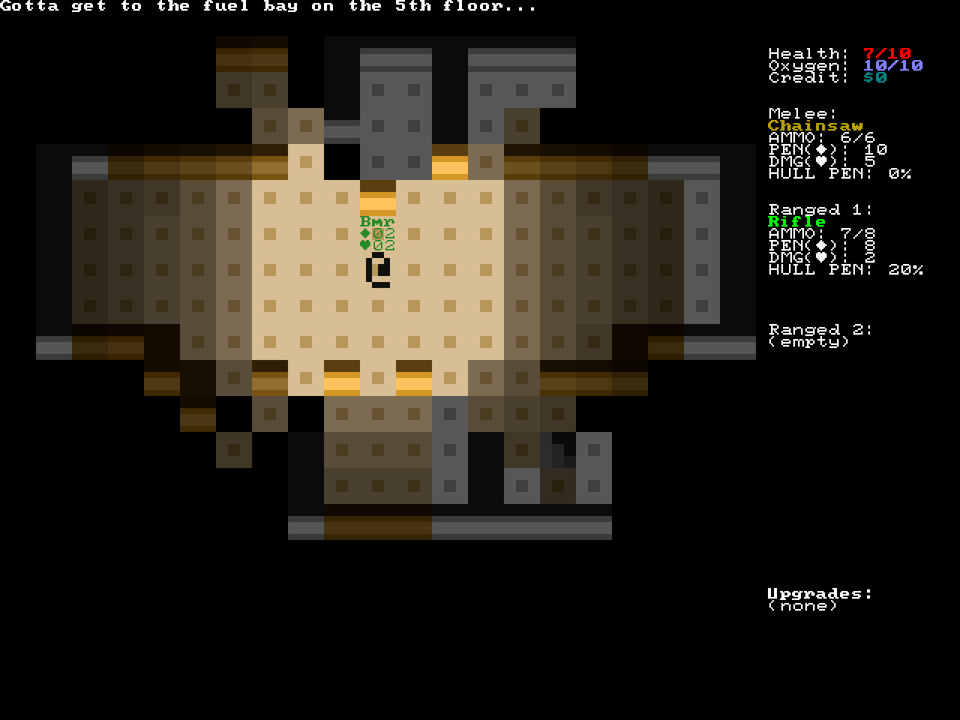 Gotta get to the fuel bay on the 5th floor...
Health: 7/10
Oxygen: 10/10
Credit: $0
Melee:
Chainsaw
AMMO: 6/6
PEN(♦): 10
DMG(♥): 5
HULL PEN: 0%
Ranged 1:
Rifle
AMMO: 7/8
PEN(♦): 8
DMG(♥): 2
HULL PEN: 20%
Ranged 2:
(empty)
Bmr
♦02
♥02
Upgrades:
(none)